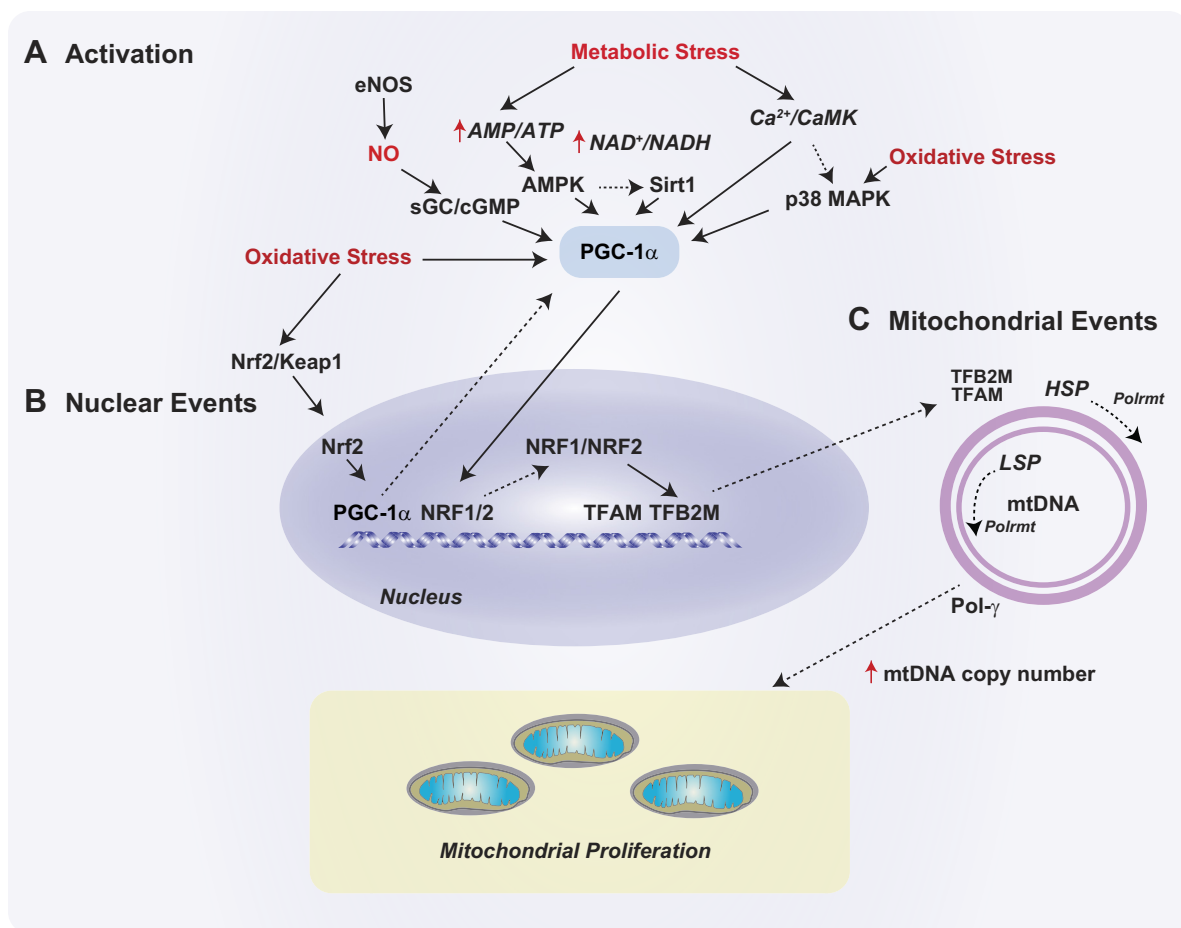 A Activation
Metabolic Stress
eNOS
Ca²⁺/CaMK
AMP/ATP
NAD⁺/NADH
NO
Oxidative Stress
AMPK
Sirt1
p38 MAPK
sGC/cGMP
Oxidative Stress
PGC-1α
C Mitochondrial Events
Nrf2/Keap1
B Nuclear Events
TFB2M
TFAM
HSP
Polrmt
Nrf2
NRF1/NRF2
LSP
mtDNA
Polrmt
PGC-1α NRF1/2
TFAM TFB2M
Nucleus
Pol-γ
mtDNA copy number
Mitochondrial Proliferation